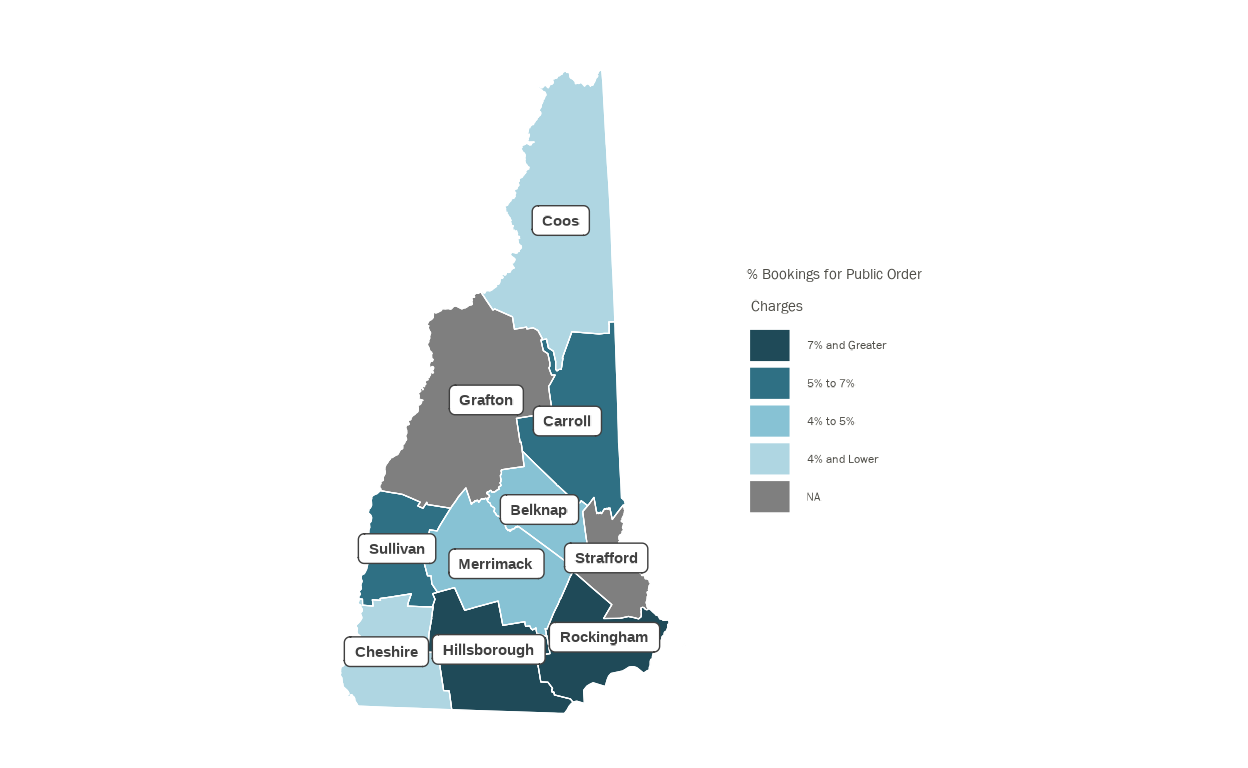 Coos
% Bookings for Public Order
Charges
7% and Greater
5% to 7%
Grafton
Carroll
4% to 5%
4% and Lower
NA
Belknap
Sullivan
Merrimack
Strafford
Cheshire
Hillsborough
Rockingham